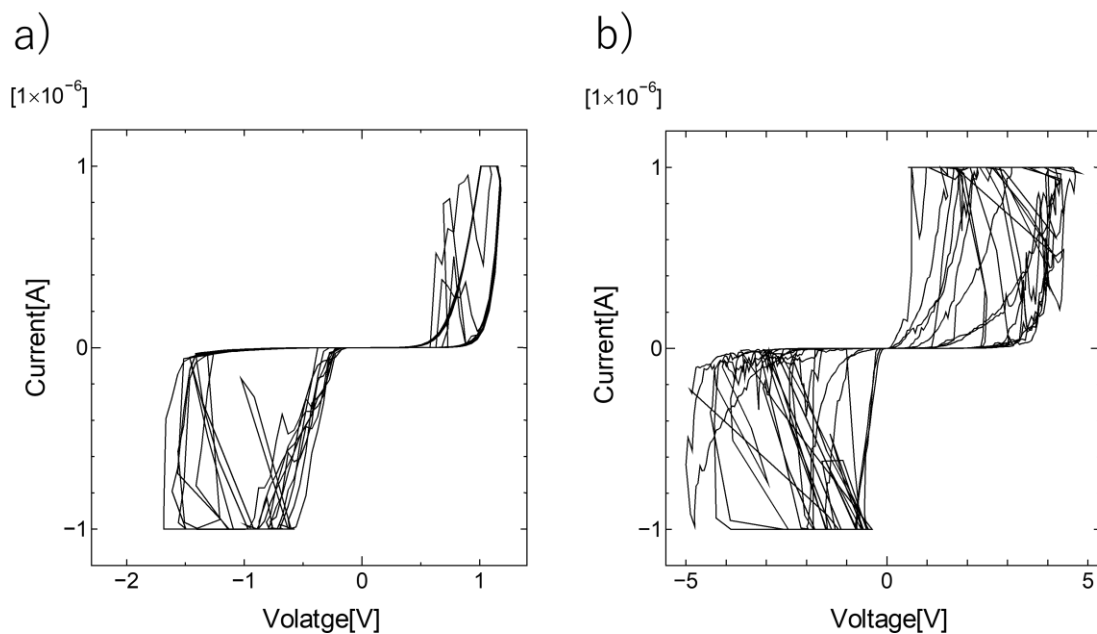 a)
[1×10⁻⁶]
Current[A]
1
0
−1
−2
−1
0
1
Volatge[V]
b)
[1×10⁻⁶]
Current[A]
1
0
−1
−5
0
5
Voltage[V]